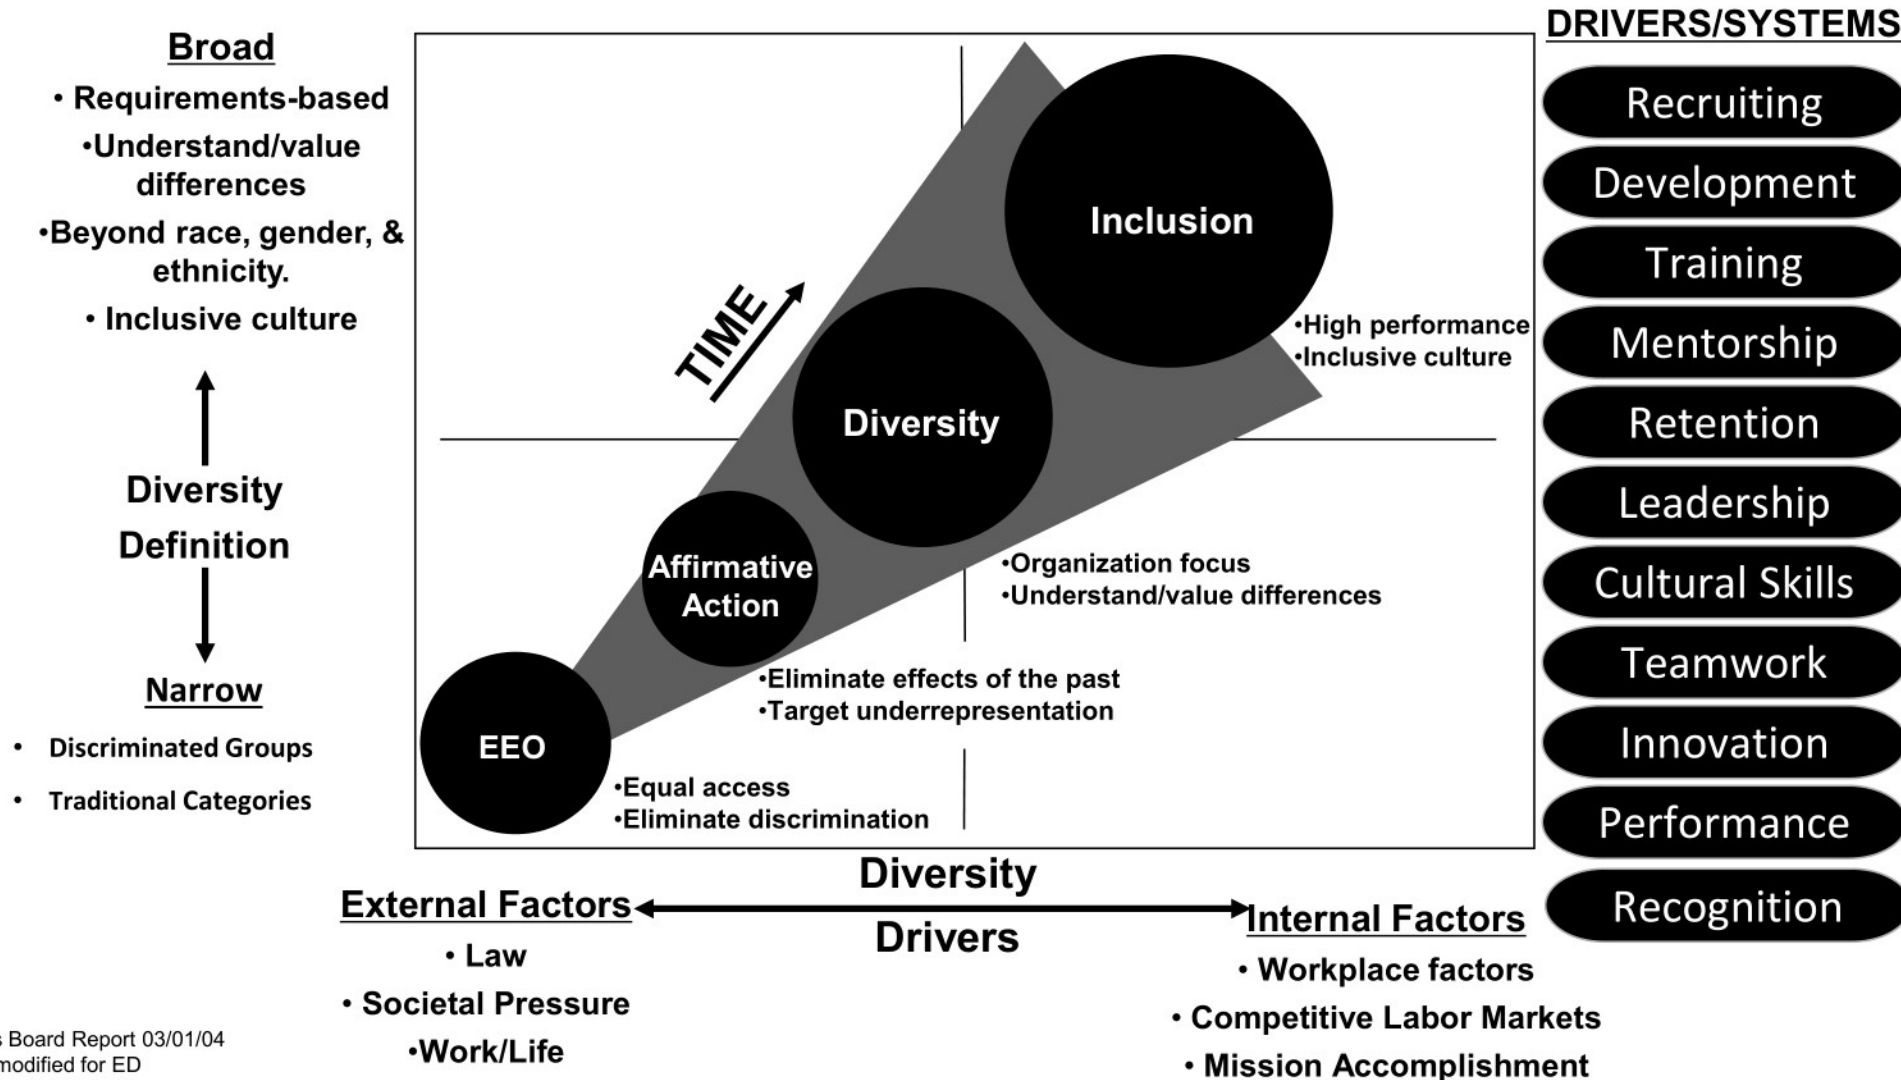 Broad
• Requirements-based
•Understand/value
differences
•Beyond race, gender, &
ethnicity.
• Inclusive culture
Diversity
Definition
Narrow
• Discriminated Groups
• Traditional Categories
TIME
Inclusion
•High performance
•Inclusive culture
Diversity
•Organization focus
•Understand/value differences
Affirmative
Action
•Eliminate effects of the past
•Target underrepresentation
EEO
•Equal access
•Eliminate discrimination
Diversity
Drivers
External Factors
• Law
• Societal Pressure
•Work/Life
Internal Factors
• Workplace factors
• Competitive Labor Markets
• Mission Accomplishment
DRIVERS/SYSTEMS
Recruiting
Development
Training
Mentorship
Retention
Leadership
Cultural Skills
Teamwork
Innovation
Performance
Recognition
Board Report 03/01/04
modified for ED